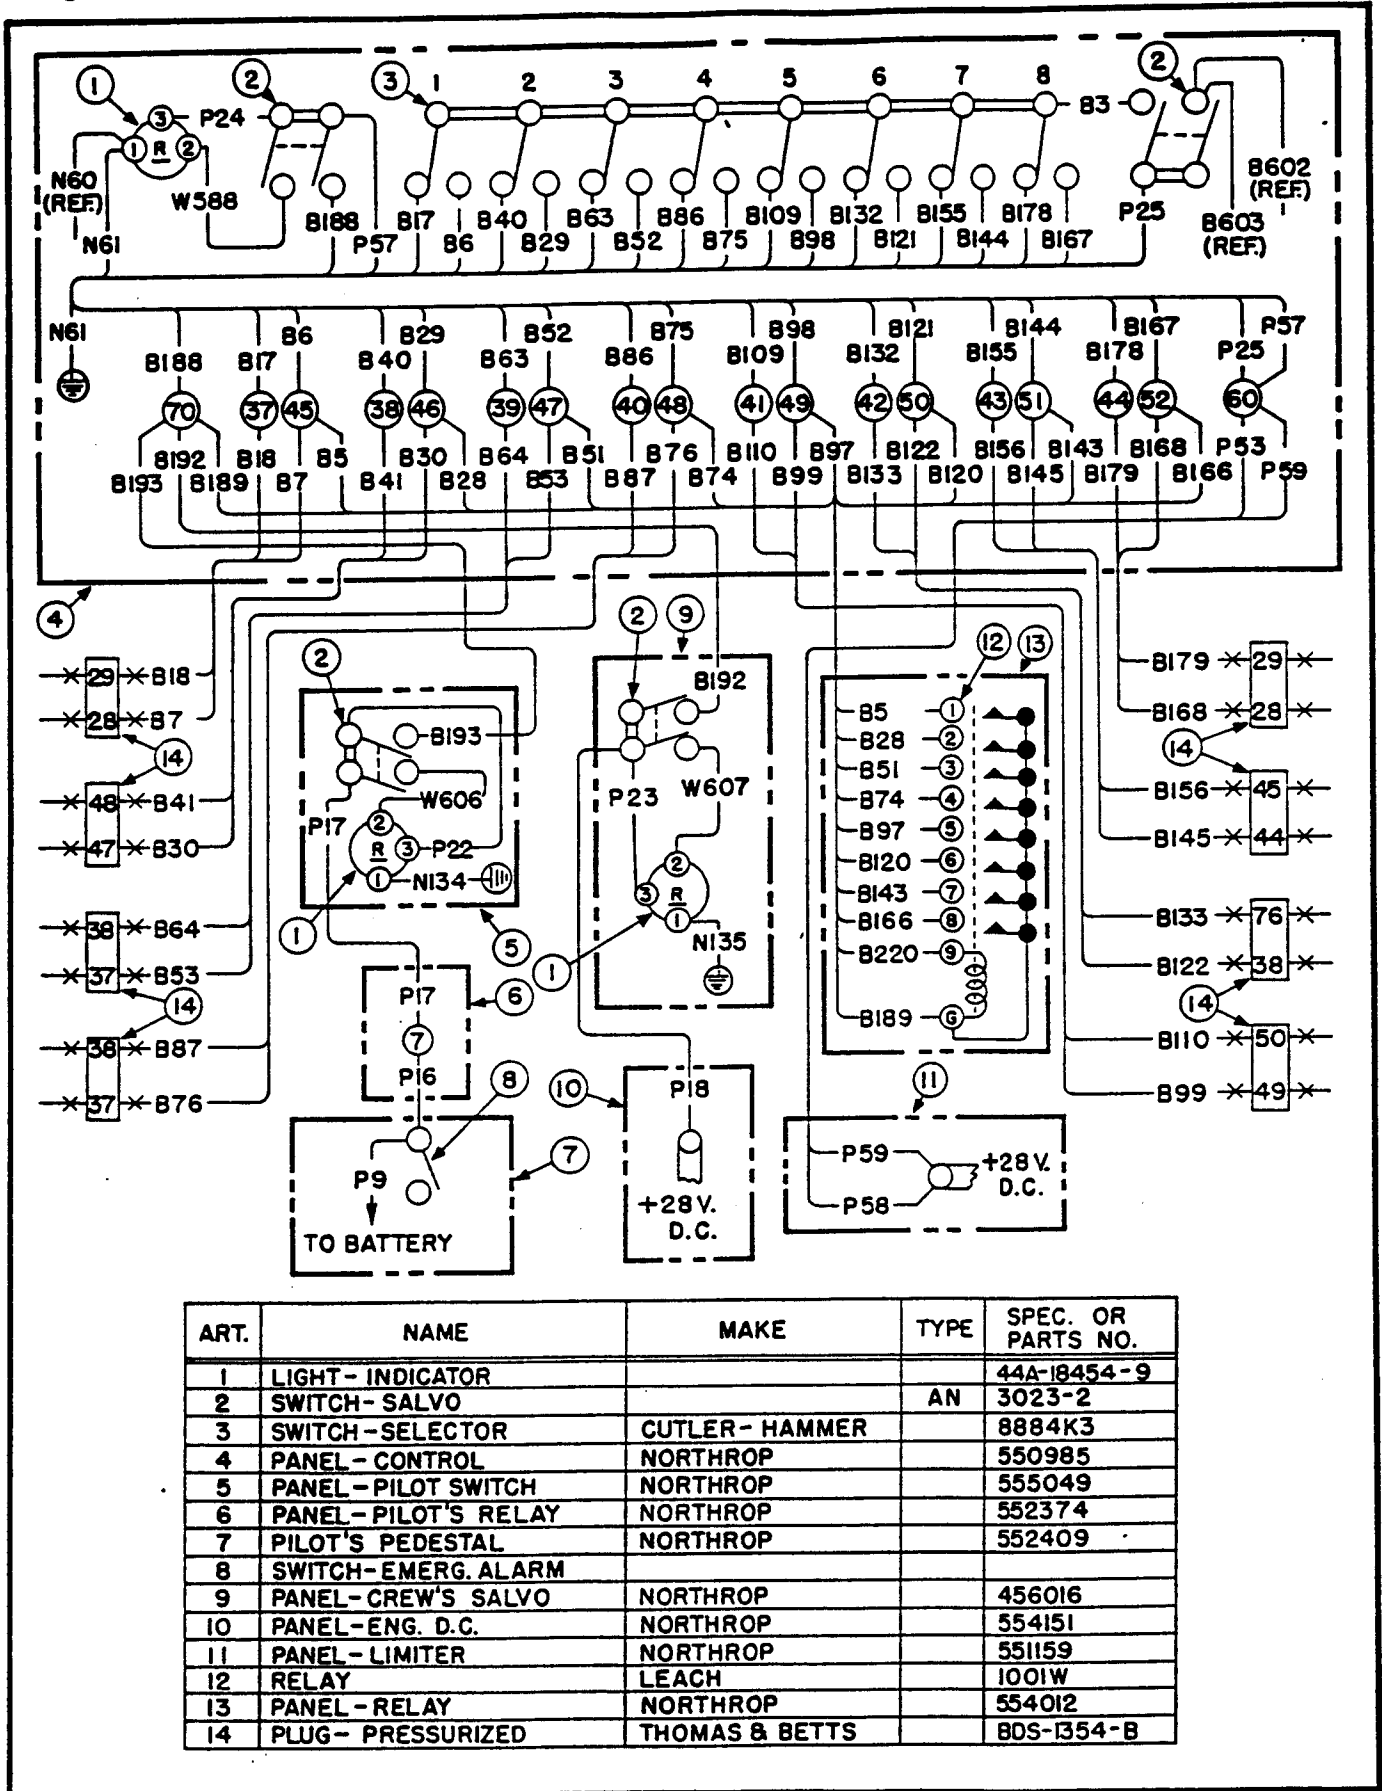 1 2 3 1 2 3 4 5 6 7 8 2
3 P24 B3
1 R 2
N60 (REF.) W588 B602 (REF.)
B188 B17 B40 B63 B86 B109 B132 B155 B178 P25 B603 (REF.)
N61 P57 B6 B29 B52 B75 B98 B121 B144 B167
N61 B6 B29 B52 B75 B98 B121 B144 B167 P57
B188 B17 B40 B63 B86 B109 B132 B155 B178 P25
70 37 45 38 46 39 47 40 48 41 49 42 50 43 51 44 52 60
B192 B18 B5 B30 B64 B51 B76 B110 B97 B122 B156 B143 B168 P53
B193 B189 B7 B41 B28 B53 B87 B74 B99 B133 B120 B145 B179 B166 P59
4 2 9 12 13
2
29 B18
28 B7
14
48 B41
47 B30
38 B64
37 B53
14
38 B87
37 B76
B193
W606
P17
2
R 3 P22
1 N134
1 5
P17 6
7
P16 8
P9 7
TO BATTERY
B192
P23 W607
2
3 R
1
N135
1
10 P18
+28V.
D.C.
B5 1
B28 2
B51 3
B74 4
B97 5
B120 6
B143 7
B166 8
B220 9
B189 G
11
P59 +28V.
D.C.
P58
B179 29
B168 28
14
B156 45
B145 44
B133 76
B122 38
14
B110 50
B99 49
ART. NAME MAKE TYPE SPEC. OR PARTS NO.
1 LIGHT-INDICATOR 44A-18454-9
2 SWITCH-SALVO AN 3023-2
3 SWITCH-SELECTOR CUTLER-HAMMER 8884K3
4 PANEL-CONTROL NORTHROP 550985
5 PANEL-PILOT SWITCH NORTHROP 555049
6 PANEL-PILOT'S RELAY NORTHROP 552374
7 PILOT'S PEDESTAL NORTHROP 552409
8 SWITCH-EMERG. ALARM
9 PANEL-CREW'S SALVO NORTHROP 456016
10 PANEL-ENG. D.C. NORTHROP 554151
11 PANEL-LIMITER NORTHROP 551159
12 RELAY LEACH 1001W
13 PANEL-RELAY NORTHROP 554012
14 PLUG-PRESSURIZED THOMAS & BETTS BDS-1354-B